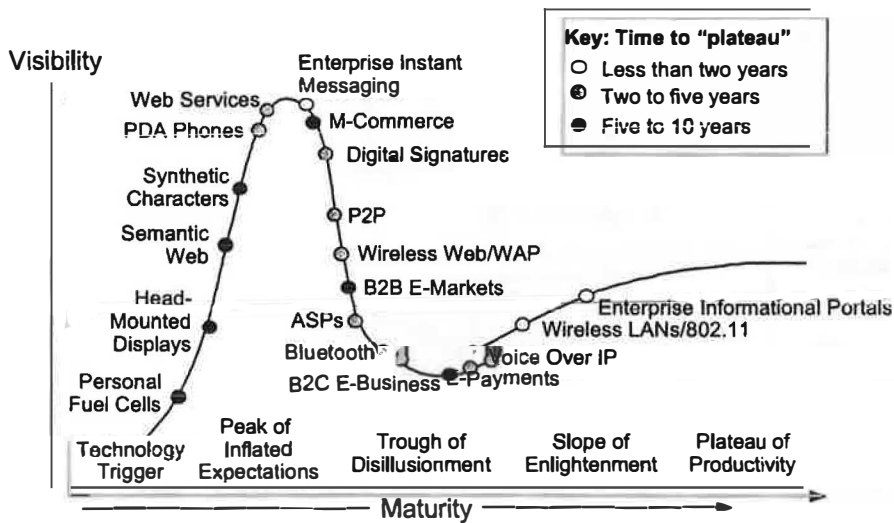 Key: Time to “plateau”
Less than two years
Two to five years
Five to 10 years
Visibility
Enterprise Instant
Messaging
Web Services
M-Commerce
PDA Phones
Digital Signatures
Synthetic
Characters
P2P
Semantic
Web
Wireless Web/WAP
B2B E-Markets
Head-
Mounted
Displays
Enterprise Informational Portals
ASPs
Wireless LANs/802.11
Bluetooth
Voice Over IP
B2C E-Business
E-Payments
Personal
Fuel Cells
Technology
Trigger
Peak of
Inflated
Expectations
Trough of
Disillusionment
Slope of
Enlightenment
Plateau of
Productivity
Maturity